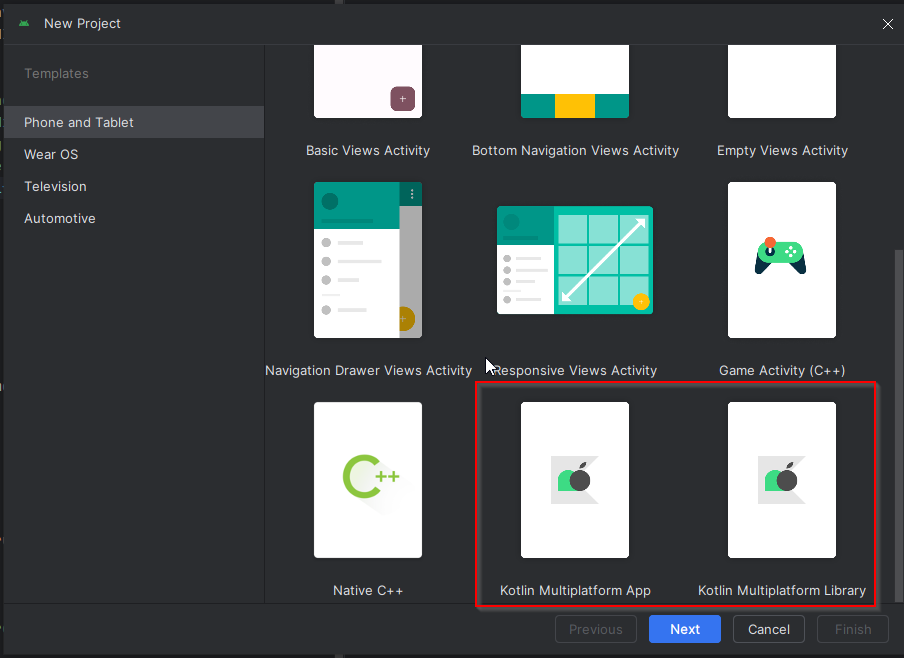 New Project
Templates
Phone and Tablet
Wear OS
Television
Automotive
Basic Views Activity
Bottom Navigation Views Activity
Empty Views Activity
Navigation Drawer Views Activity
Responsive Views Activity
Game Activity (C++)
C++
Native C++
Kotlin Multiplatform App
Kotlin Multiplatform Library
Previous
Next
Cancel
Finish